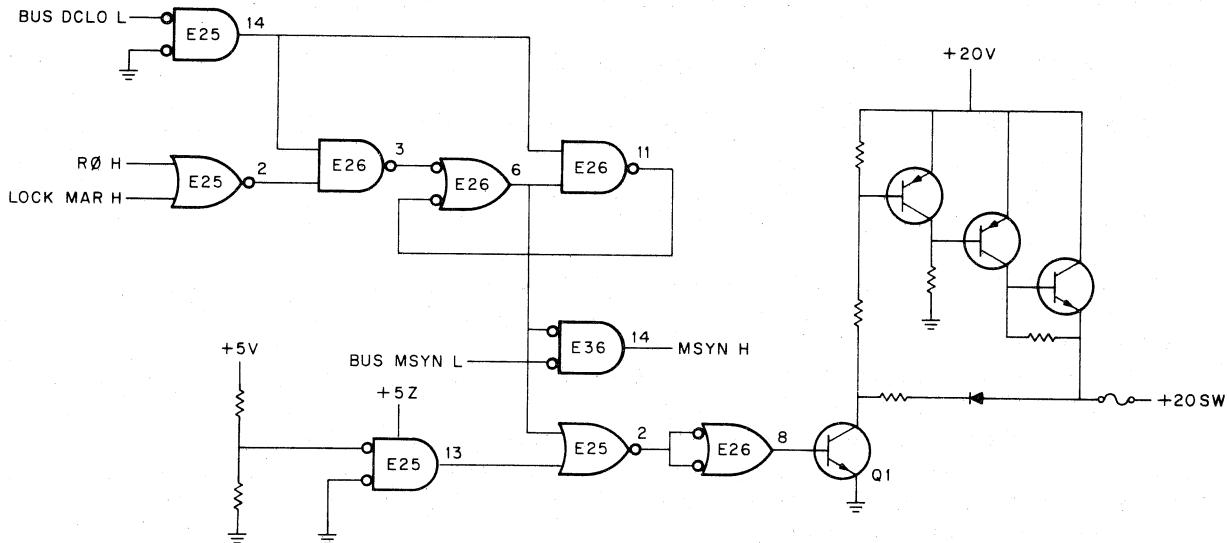 BUS DCLO L
E25
14
+20V
RØ H
LOCK MAR H
E25
2
E26
3
E26
6
E26
11
+5V
BUS MSYN L
E36
14
MSYN H
+5Z
E25
13
E25
2
E26
8
Q1
+20SW